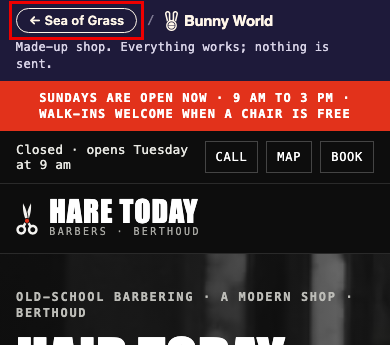 ← Sea of Grass / Bunny World
Made-up shop. Everything works; nothing is
sent.
SUNDAYS ARE OPEN NOW · 9 AM TO 3 PM ·
WALK-INS WELCOME WHEN A CHAIR IS FREE
Closed · opens Tuesday
at 9 am
CALL MAP BOOK
HARE TODAY
BARBERS · BERTHOUD
OLD-SCHOOL BARBERING · A MODERN SHOP ·
BERTHOUD
HAIR TODAY